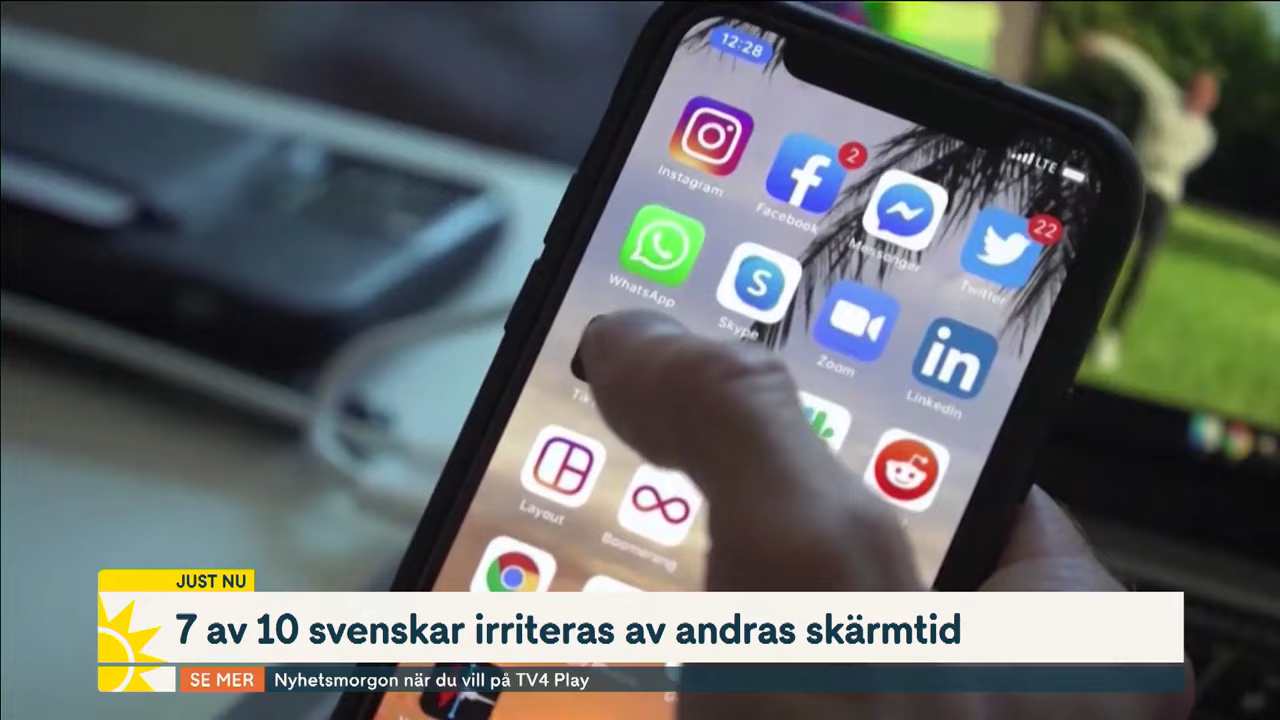 12:28
LTE
Instagram
Facebook
2
Messenger
Twitter
22
WhatsApp
Skype
Zoom
LinkedIn
in
Layout
Boomerang
JUST NU
7 av 10 svenskar irriteras av andras skärmtid
SE MER Nyhetsmorgon när du vill på TV4 Play